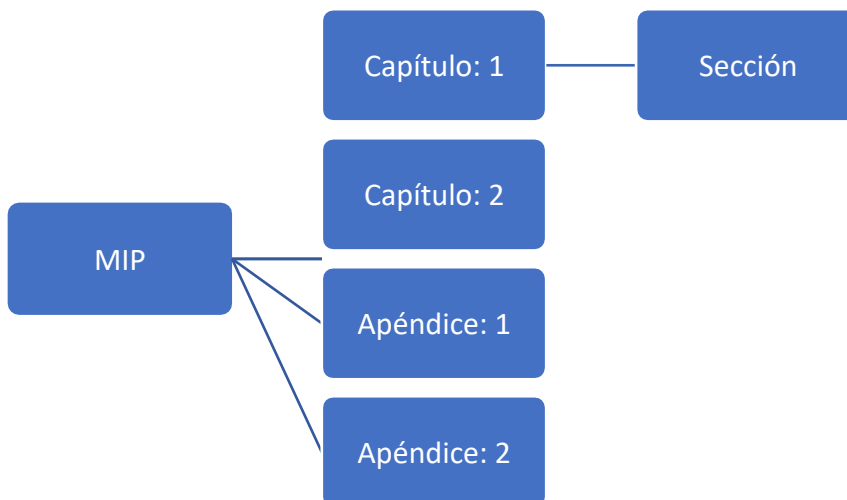 Capítulo: 1
Sección
Capítulo: 2
MIP
Apéndice: 1
Apéndice: 2